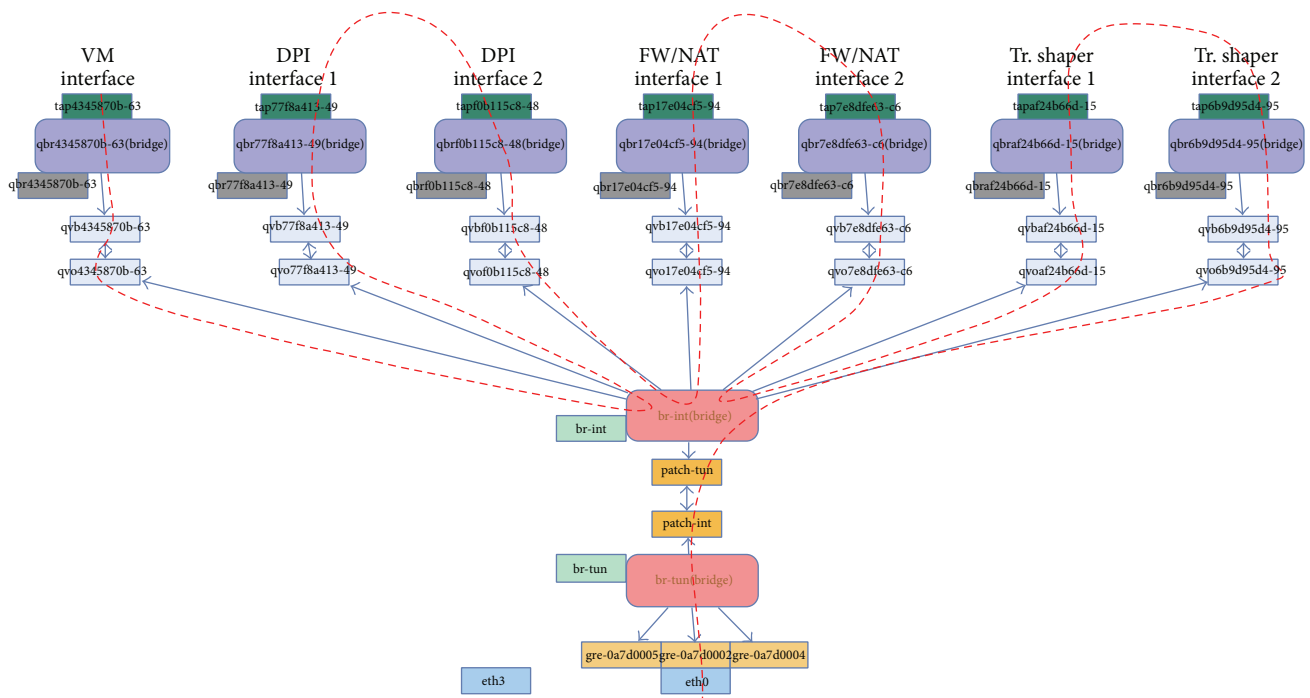 VM
interface
DPI
interface 1
DPI
interface 2
FW/NAT
interface 1
FW/NAT
interface 2
Tr. shaper
interface 1
Tr. shaper
interface 2
tap4345870b-63
tap77f8a413-49
tapf0b115c8-48
tap17e04cf5-94
tap7e8dfe63-c6
tapaf24b66d-15
tap6b9d95d4-95
qbr4345870b-63(bridge)
qbr77f8a413-49(bridge)
qbrf0b115c8-48(bridge)
qbr17e04cf5-94(bridge)
qbr7e8dfe63-c6(bridge)
qbraf24b66d-15(bridge)
qbr6b9d95d4-95(bridge)
qbr4345870b-63
qbr77f8a413-49
qbrf0b115c8-48
qbr17e04cf5-94
qbr7e8dfe63-c6
qbraf24b66d-15
qbr6b9d95d4-95
qvb4345870b-63
qvb77f8a413-49
qvbf0b115c8-48
qvb17e04cf5-94
qvb7e8dfe63-c6
qvbaf24b66d-15
qvb6b9d95d4-95
qvo4345870b-63
qvo77f8a413-49
qvof0b115c8-48
qvo17e04cf5-94
qvo7e8dfe63-c6
qvoaf24b66d-15
qvo6b9d95d4-95
br-int(bridge)
br-int
patch-tun
patch-int
br-tun
br-tun(bridge)
gre-0a7d0005
gre-0a7d0002
gre-0a7d0004
eth3
eth0